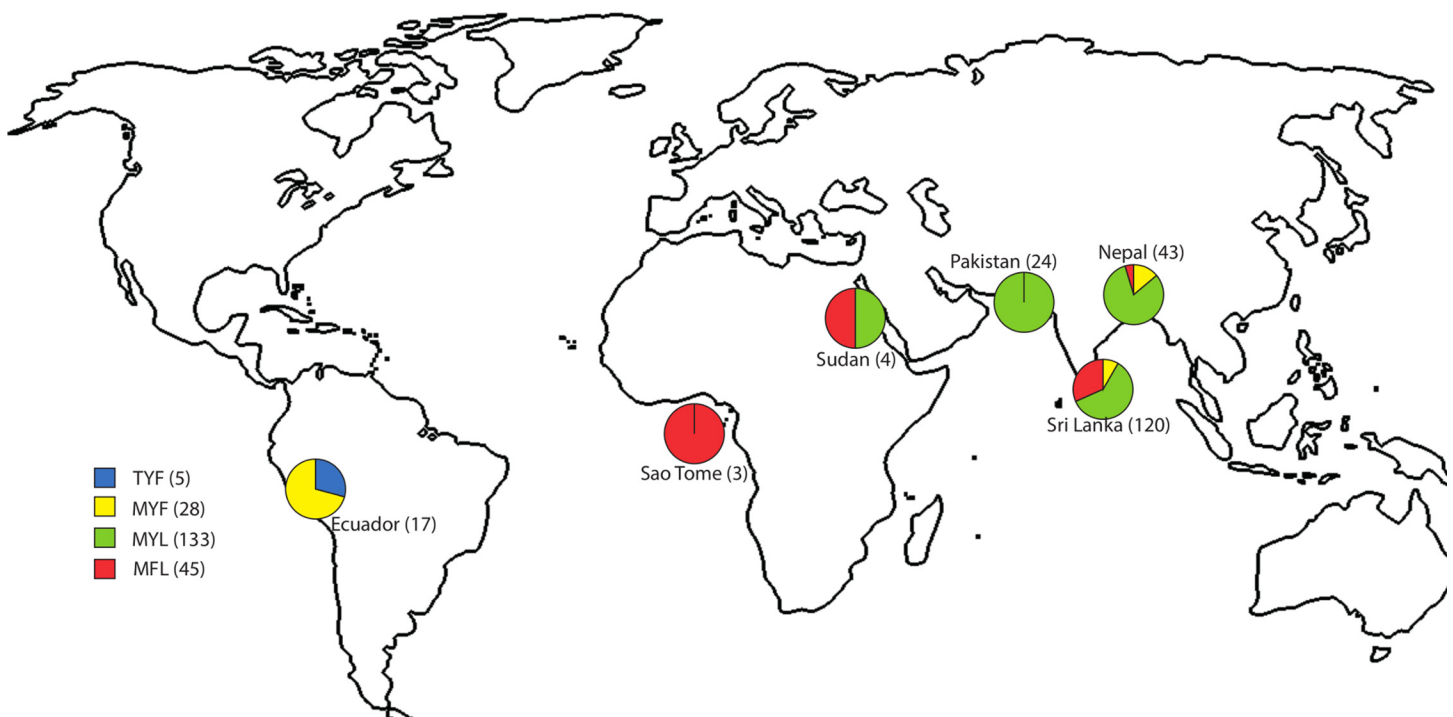 Nepal (43)
Pakistan (24)
Sudan (4)
Sri Lanka (120)
Sao Tome (3)
Ecuador (17)
TYF (5)
MYF (28)
MYL (133)
MFL (45)